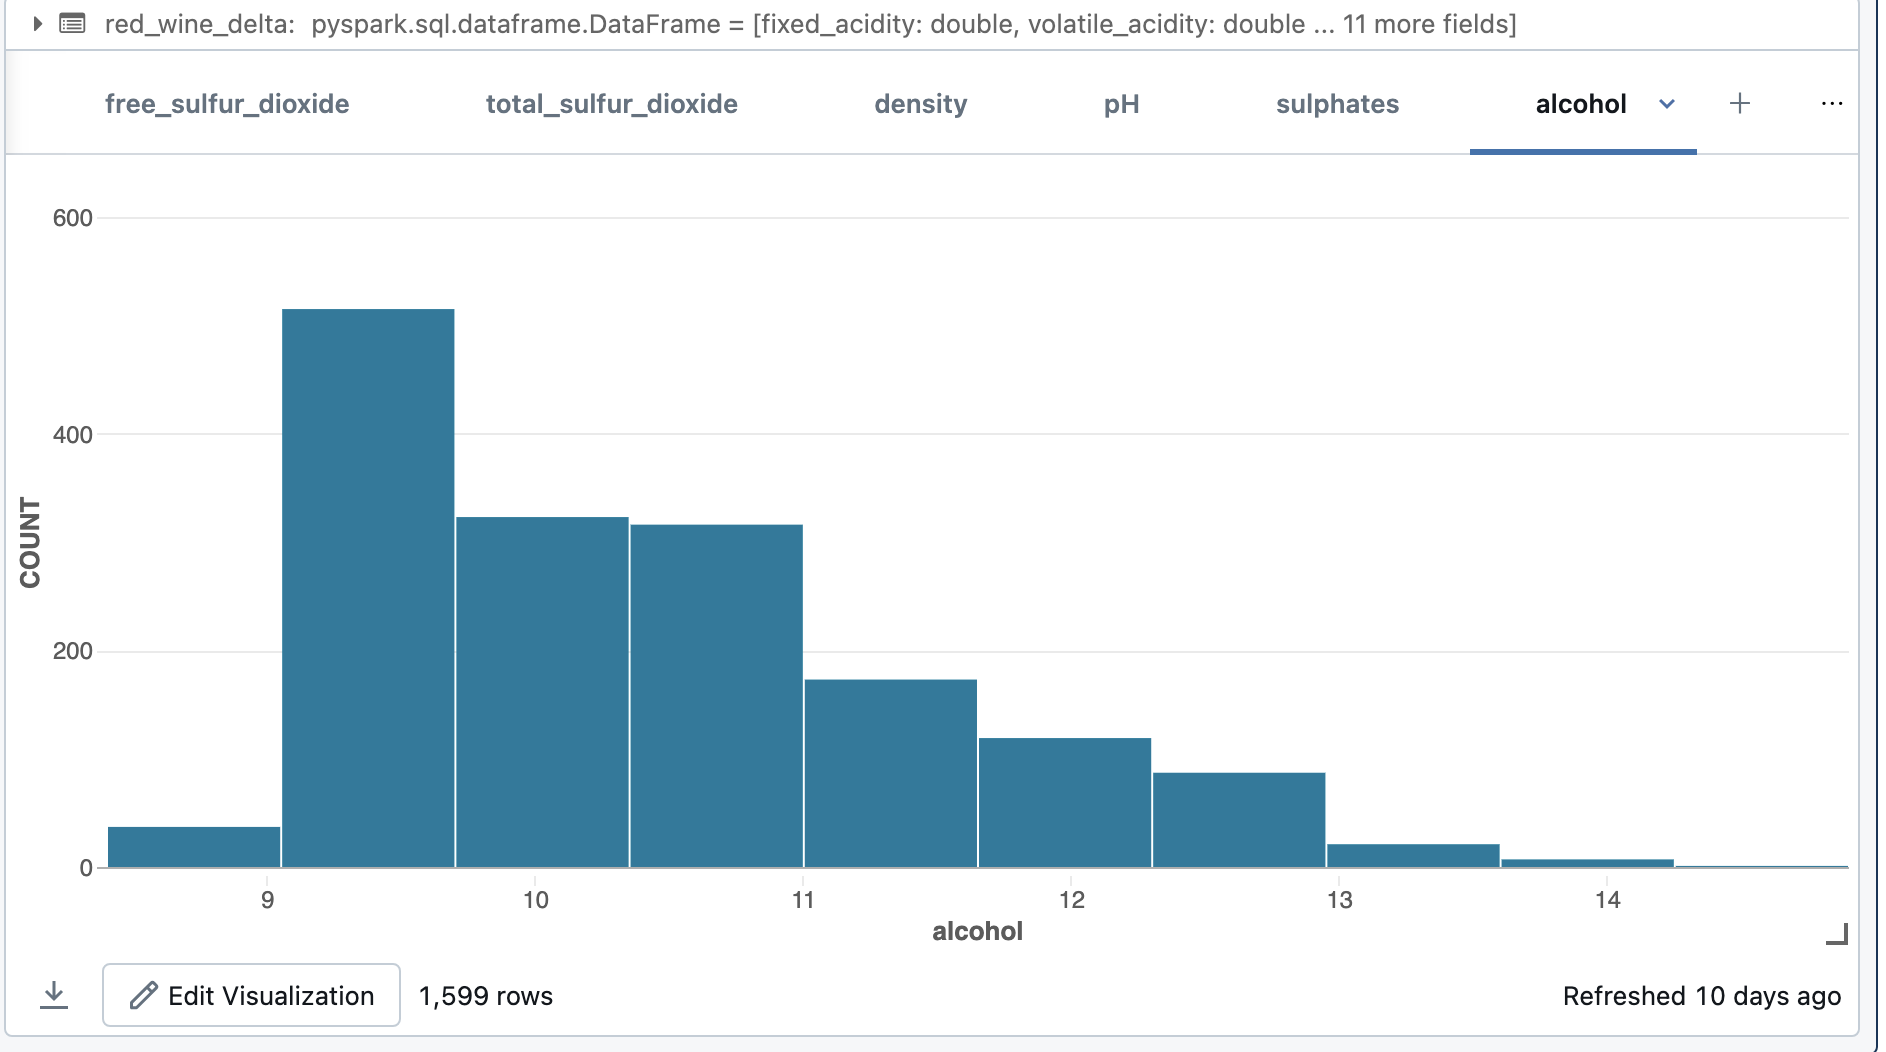 red_wine_delta: pyspark.sql.dataframe.DataFrame = [fixed_acidity: double, volatile_acidity: double ... 11 more fields]
free_sulfur_dioxide total_sulfur_dioxide density pH sulphates alcohol
600
400
200
0
COUNT
9 10 11 12 13 14
alcohol
Edit Visualization 1,599 rows Refreshed 10 days ago